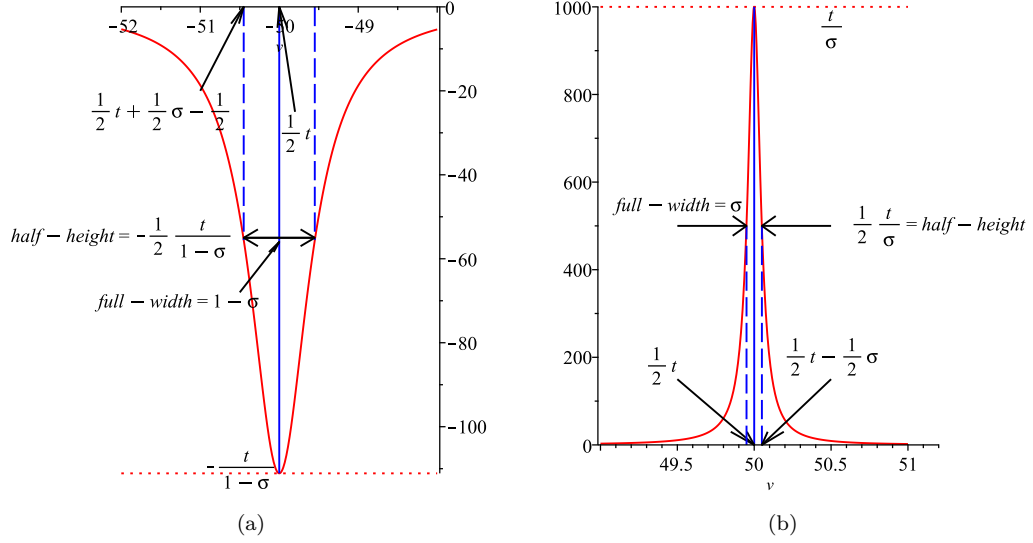 -52
-51
-50
-49
0
v
1/2 t + 1/2 σ - 1/2
1/2 t
-20
-40
half - height = - 1/2 t/(1 - σ)
-60
full - width = 1 - σ
-80
-100
- t/(1 - σ)
(a)
1000
t/σ
800
600
full - width = σ
1/2 t/σ = half - height
400
200
1/2 t
1/2 t - 1/2 σ
0
49.5
50
50.5
51
v
(b)